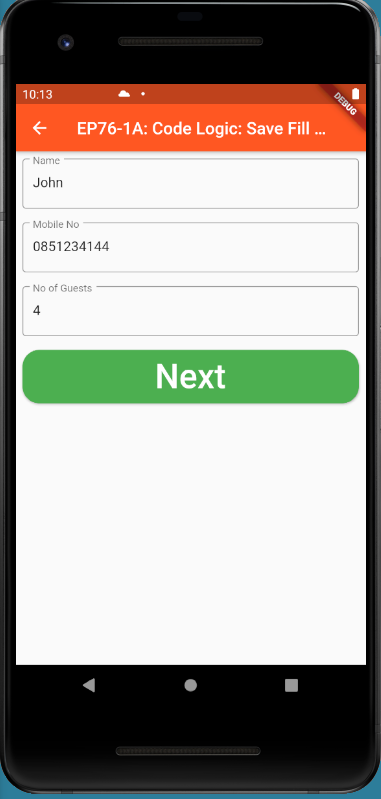 10:13
DEBUG
EP76-1A: Code Logic: Save Fill ...
Name
John
Mobile No
0851234144
No of Guests
4
Next